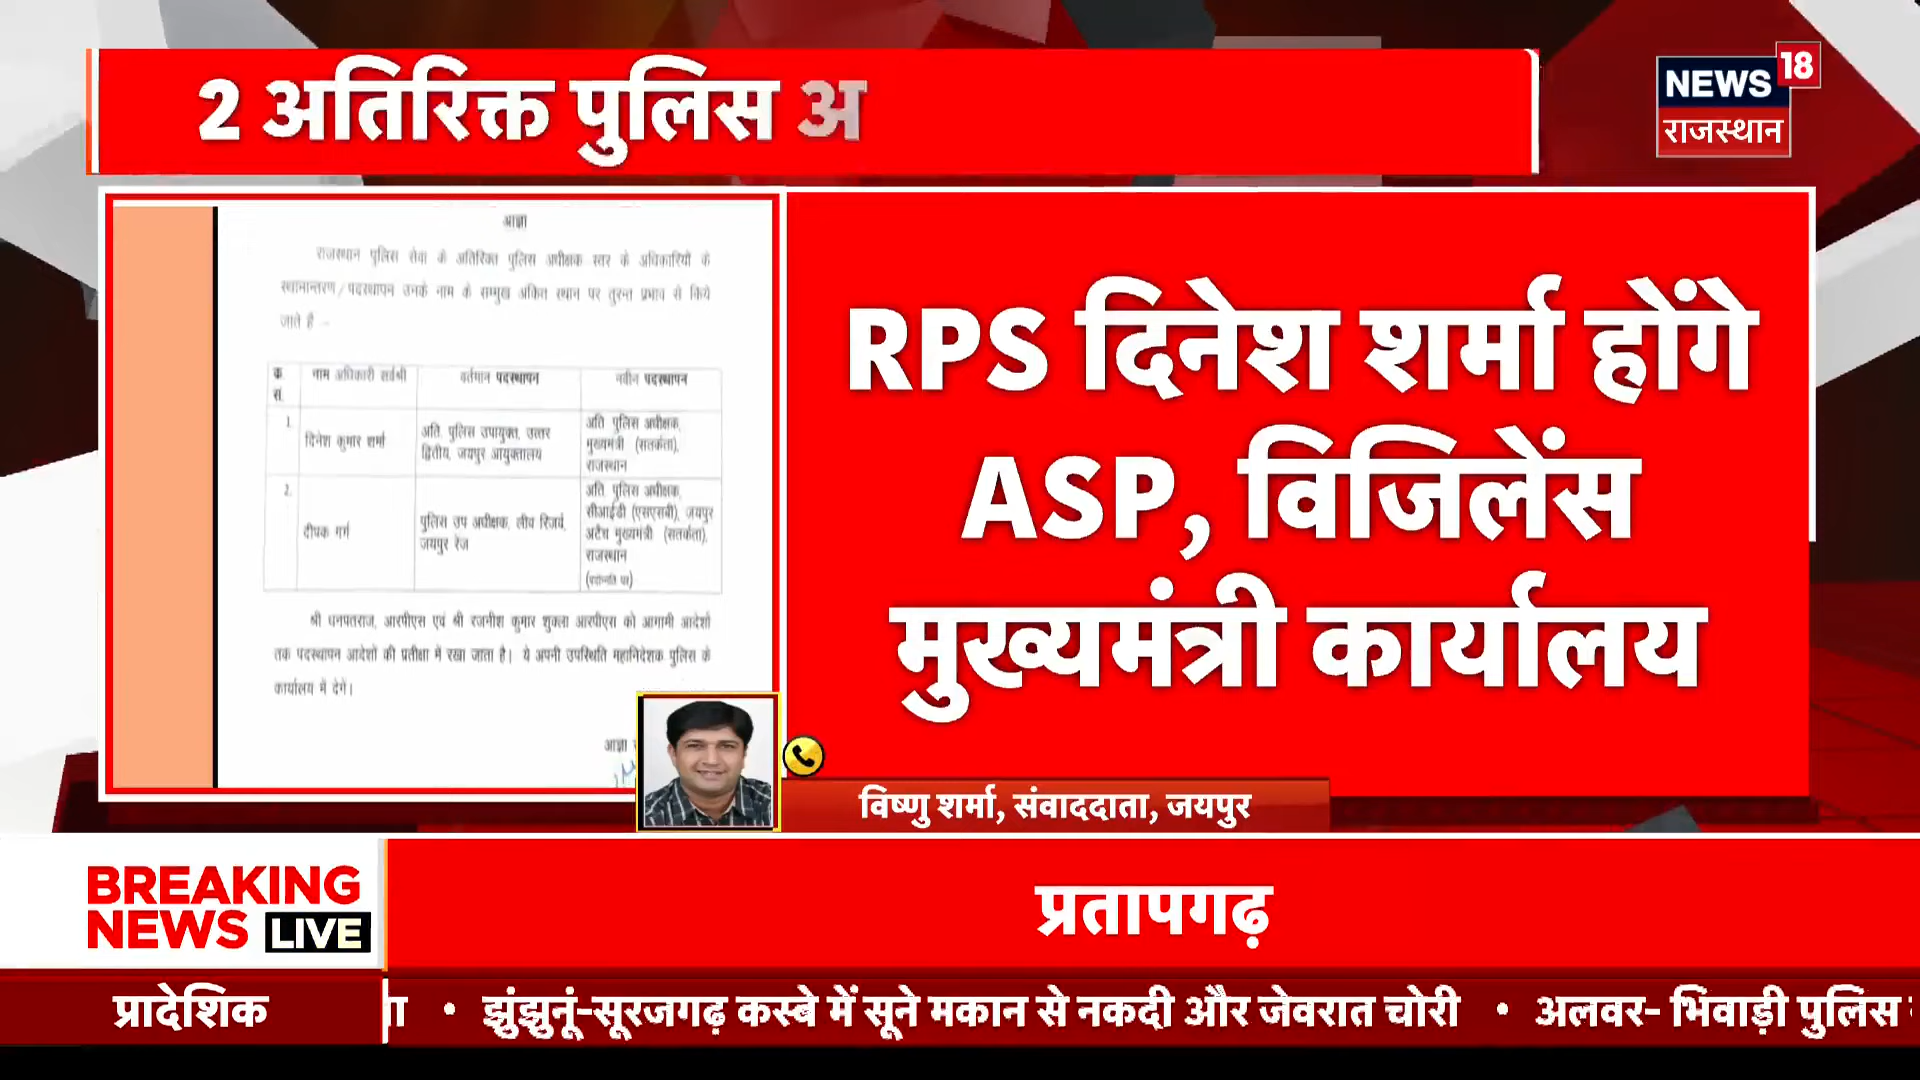 2 अतिरिक्त पुलिस अ
NEWS 18
राजस्थान
आज्ञा
राजस्थान पुलिस सेवा के अतिरिक्त पुलिस अधीक्षक स्तर के अधिकारियों के
स्थानान्तरण/पदस्थापन उनके नाम के सम्मुख अंकित स्थान पर तुरन्त प्रभाव से किये
जाते है :-
क्र. सं. नाम अधिकारी सर्वश्री वर्तमान पदस्थापन नवीन पदस्थापन
1. दिनेश कुमार शर्मा अति. पुलिस उपायुक्त, उत्तर द्वितीय, जयपुर आयुक्तालय अति. पुलिस अधीक्षक, मुख्यमंत्री (सतर्कता), राजस्थान
2. दीपक गर्ग पुलिस उप अधीक्षक, लीव रिजर्व, जयपुर रेंज अति. पुलिस अधीक्षक, सीआईडी (एसएसबी), जयपुर अटैच मुख्यमंत्री (सतर्कता), राजस्थान (पदोन्नति पर)
श्री धनपतराज, आरपीएस एवं श्री रजनीश कुमार शुक्ला आरपीएस को आगामी आदेशों
तक पदस्थापन आदेशों की प्रतीक्षा में रखा जाता है। ये अपनी उपस्थिति महानिदेशक पुलिस के
कार्यालय में देंगे।
आज्ञा
RPS दिनेश शर्मा होंगे
ASP, विजिलेंस
मुख्यमंत्री कार्यालय
विष्णु शर्मा, संवाददाता, जयपुर
BREAKING
NEWS LIVE
प्रतापगढ़
प्रादेशिक
• झुंझुनूं-सूरजगढ़ कस्बे में सूने मकान से नकदी और जेवरात चोरी • अलवर- भिवाड़ी पुलिस